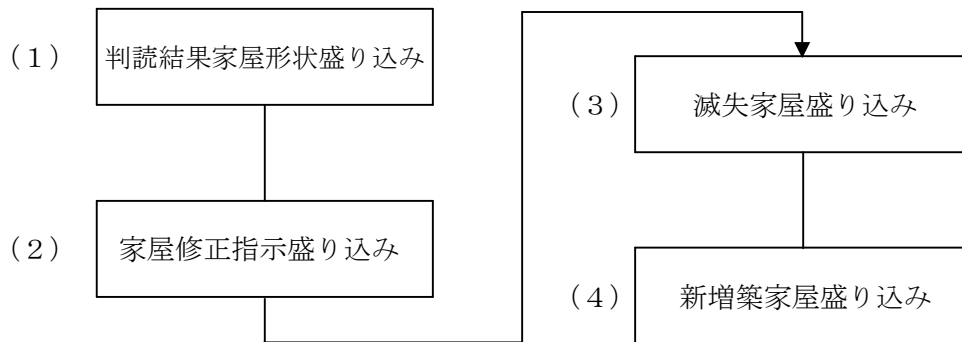 （１） 判読結果家屋形状盛り込み
（２） 家屋修正指示盛り込み
（３） 滅失家屋盛り込み
（４） 新増築家屋盛り込み